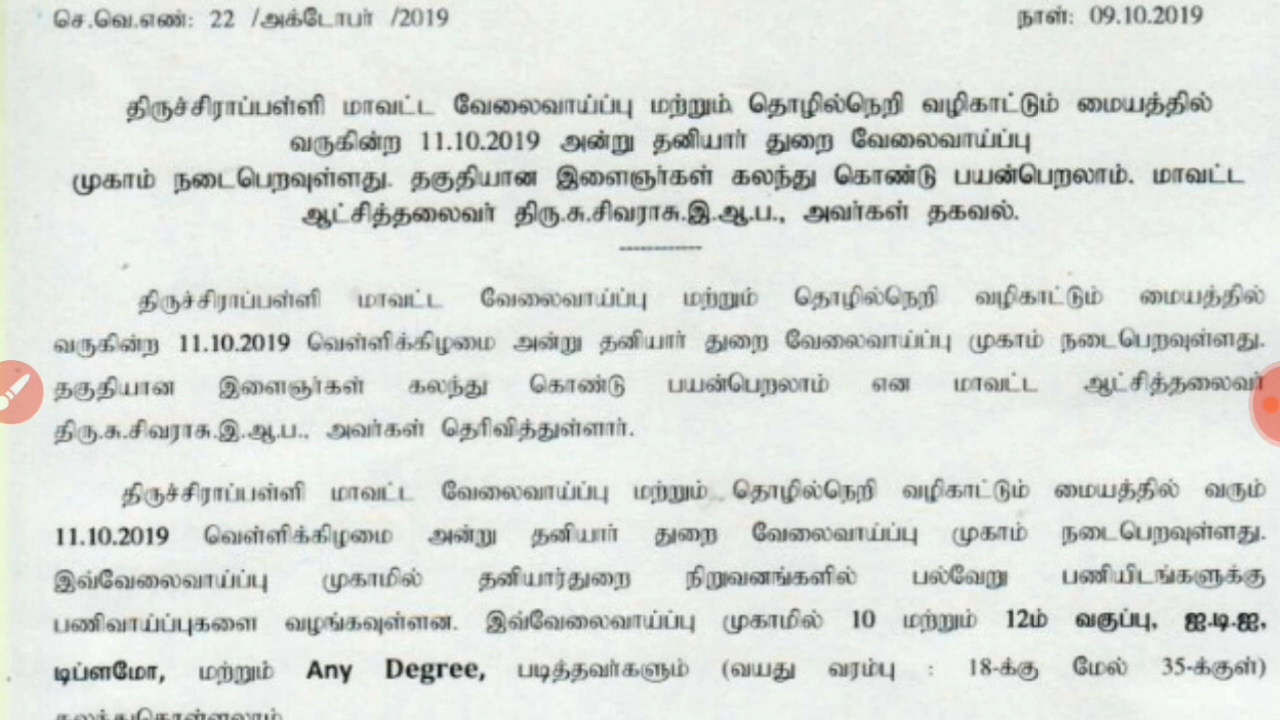 செ.வெ.எண்: 22 /அக்டோபர் /2019 நாள்: 09.10.2019
திருச்சிராப்பள்ளி மாவட்ட வேலைவாய்ப்பு மற்றும் தொழில்நெறி வழிகாட்டும் மையத்தில்
வருகின்ற 11.10.2019 அன்று தனியார் துறை வேலைவாய்ப்பு
முகாம் நடைபெறவுள்ளது. தகுதியான இளைஞர்கள் கலந்து கொண்டு பயன்பெறலாம். மாவட்ட
ஆட்சித்தலைவர் திரு.சு.சிவராசு.இ.ஆ.ப., அவர்கள் தகவல்.
------------
திருச்சிராப்பள்ளி மாவட்ட வேலைவாய்ப்பு மற்றும் தொழில்நெறி வழிகாட்டும் மையத்தில்
வருகின்ற 11.10.2019 வெள்ளிக்கிழமை அன்று தனியார் துறை வேலைவாய்ப்பு முகாம் நடைபெறவுள்ளது.
தகுதியான இளைஞர்கள் கலந்து கொண்டு பயன்பெறலாம் என மாவட்ட ஆட்சித்தலைவர்
திரு.சு.சிவராசு.இ.ஆ.ப., அவர்கள் தெரிவித்துள்ளார்.
திருச்சிராப்பள்ளி மாவட்ட வேலைவாய்ப்பு மற்றும் தொழில்நெறி வழிகாட்டும் மையத்தில் வரும்
11.10.2019 வெள்ளிக்கிழமை அன்று தனியார் துறை வேலைவாய்ப்பு முகாம் நடைபெறவுள்ளது.
இவ்வேலைவாய்ப்பு முகாமில் தனியார்துறை நிறுவனங்களில் பல்வேறு பணியிடங்களுக்கு
பணிவாய்ப்புகளை வழங்கவுள்ளன. இவ்வேலைவாய்ப்பு முகாமில் 10 மற்றும் 12ம் வகுப்பு, ஐ.டி.ஐ,
டிப்ளமோ, மற்றும் Any Degree, படித்தவர்களும் (வயது வரம்பு : 18-க்கு மேல் 35-க்குள்)
கலந்துகொள்ளலாம்